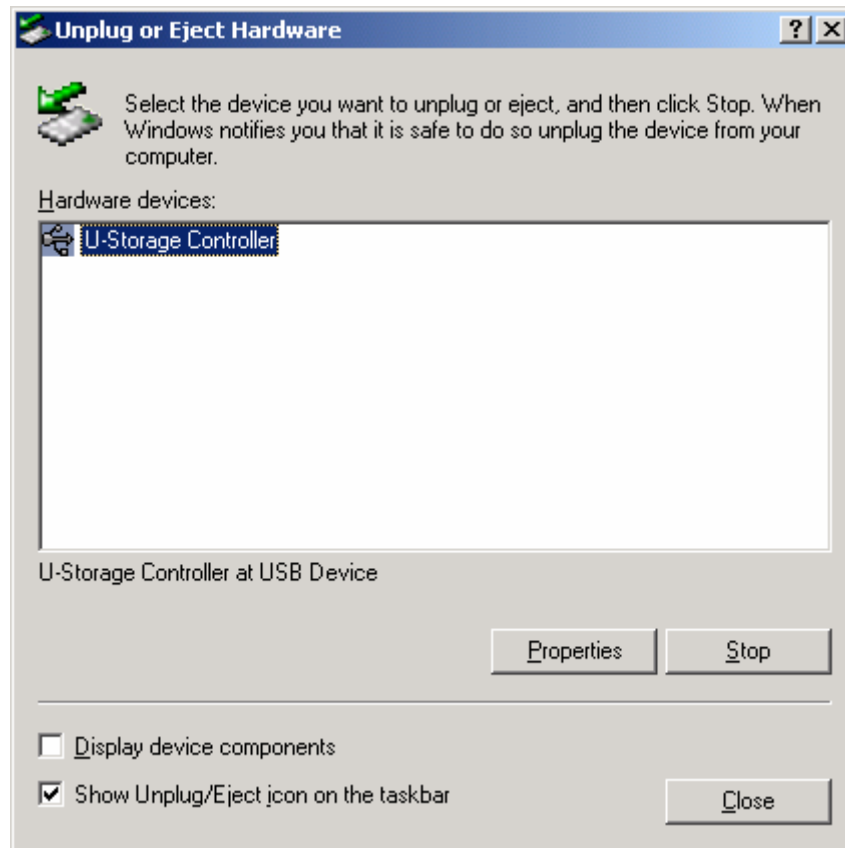 Unplug or Eject Hardware
Select the device you want to unplug or eject, and then click Stop. When
Windows notifies you that it is safe to do so unplug the device from your
computer.
Hardware devices:
U-Storage Controller
U-Storage Controller at USB Device
Properties Stop
Display device components
Show Unplug/Eject icon on the taskbar
Close